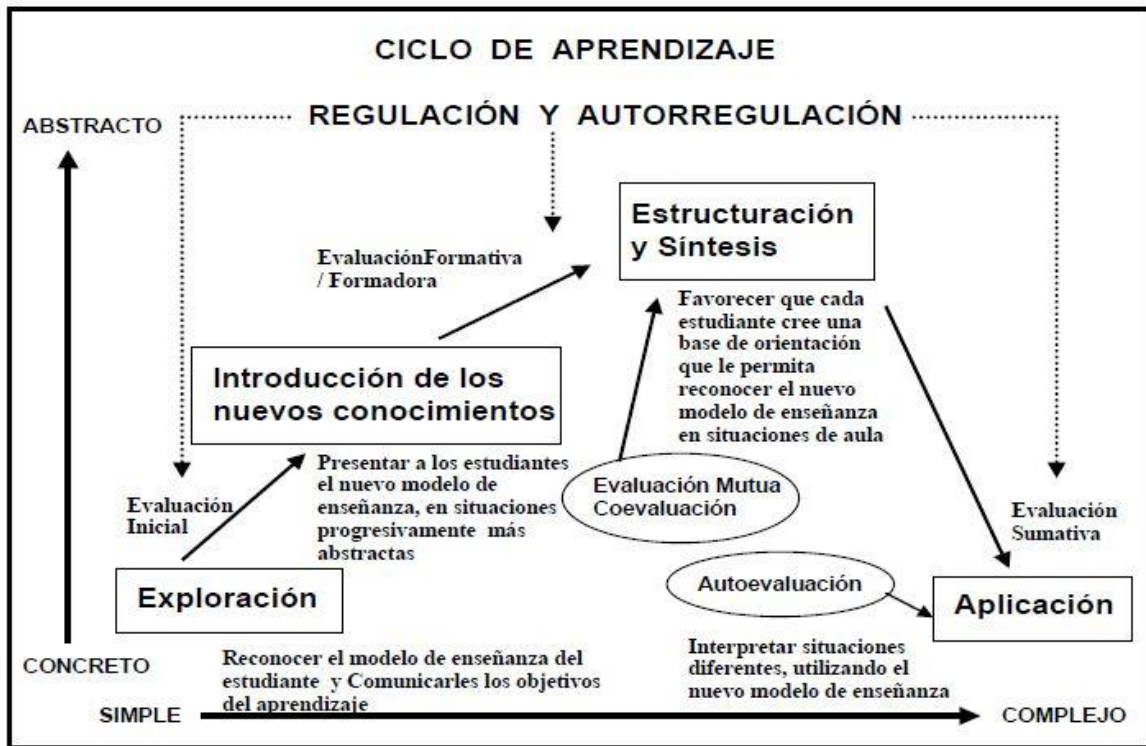 CICLO DE APRENDIZAJE
REGULACIÓN Y AUTORREGULACIÓN
ABSTRACTO
Estructuración
y Síntesis
EvaluaciónFormativa
/ Formadora
Favorecer que cada
estudiante cree una
base de orientación
que le permita
reconocer el nuevo
modelo de enseñanza
en situaciones de aula
Introducción de los
nuevos conocimientos
Presentar a los estudiantes
el nuevo modelo de
enseñanza, en situaciones
progresivamente más
abstractas
Evaluación Mutua
Coevaluación
Evaluación
Inicial
Evaluación
Sumativa
Exploración
Autoevaluación
Aplicación
Reconocer el modelo de enseñanza del
estudiante y Comunicarles los objetivos
del aprendizaje
Interpretar situaciones
diferentes, utilizando el
nuevo modelo de enseñanza
CONCRETO
SIMPLE
COMPLEJO